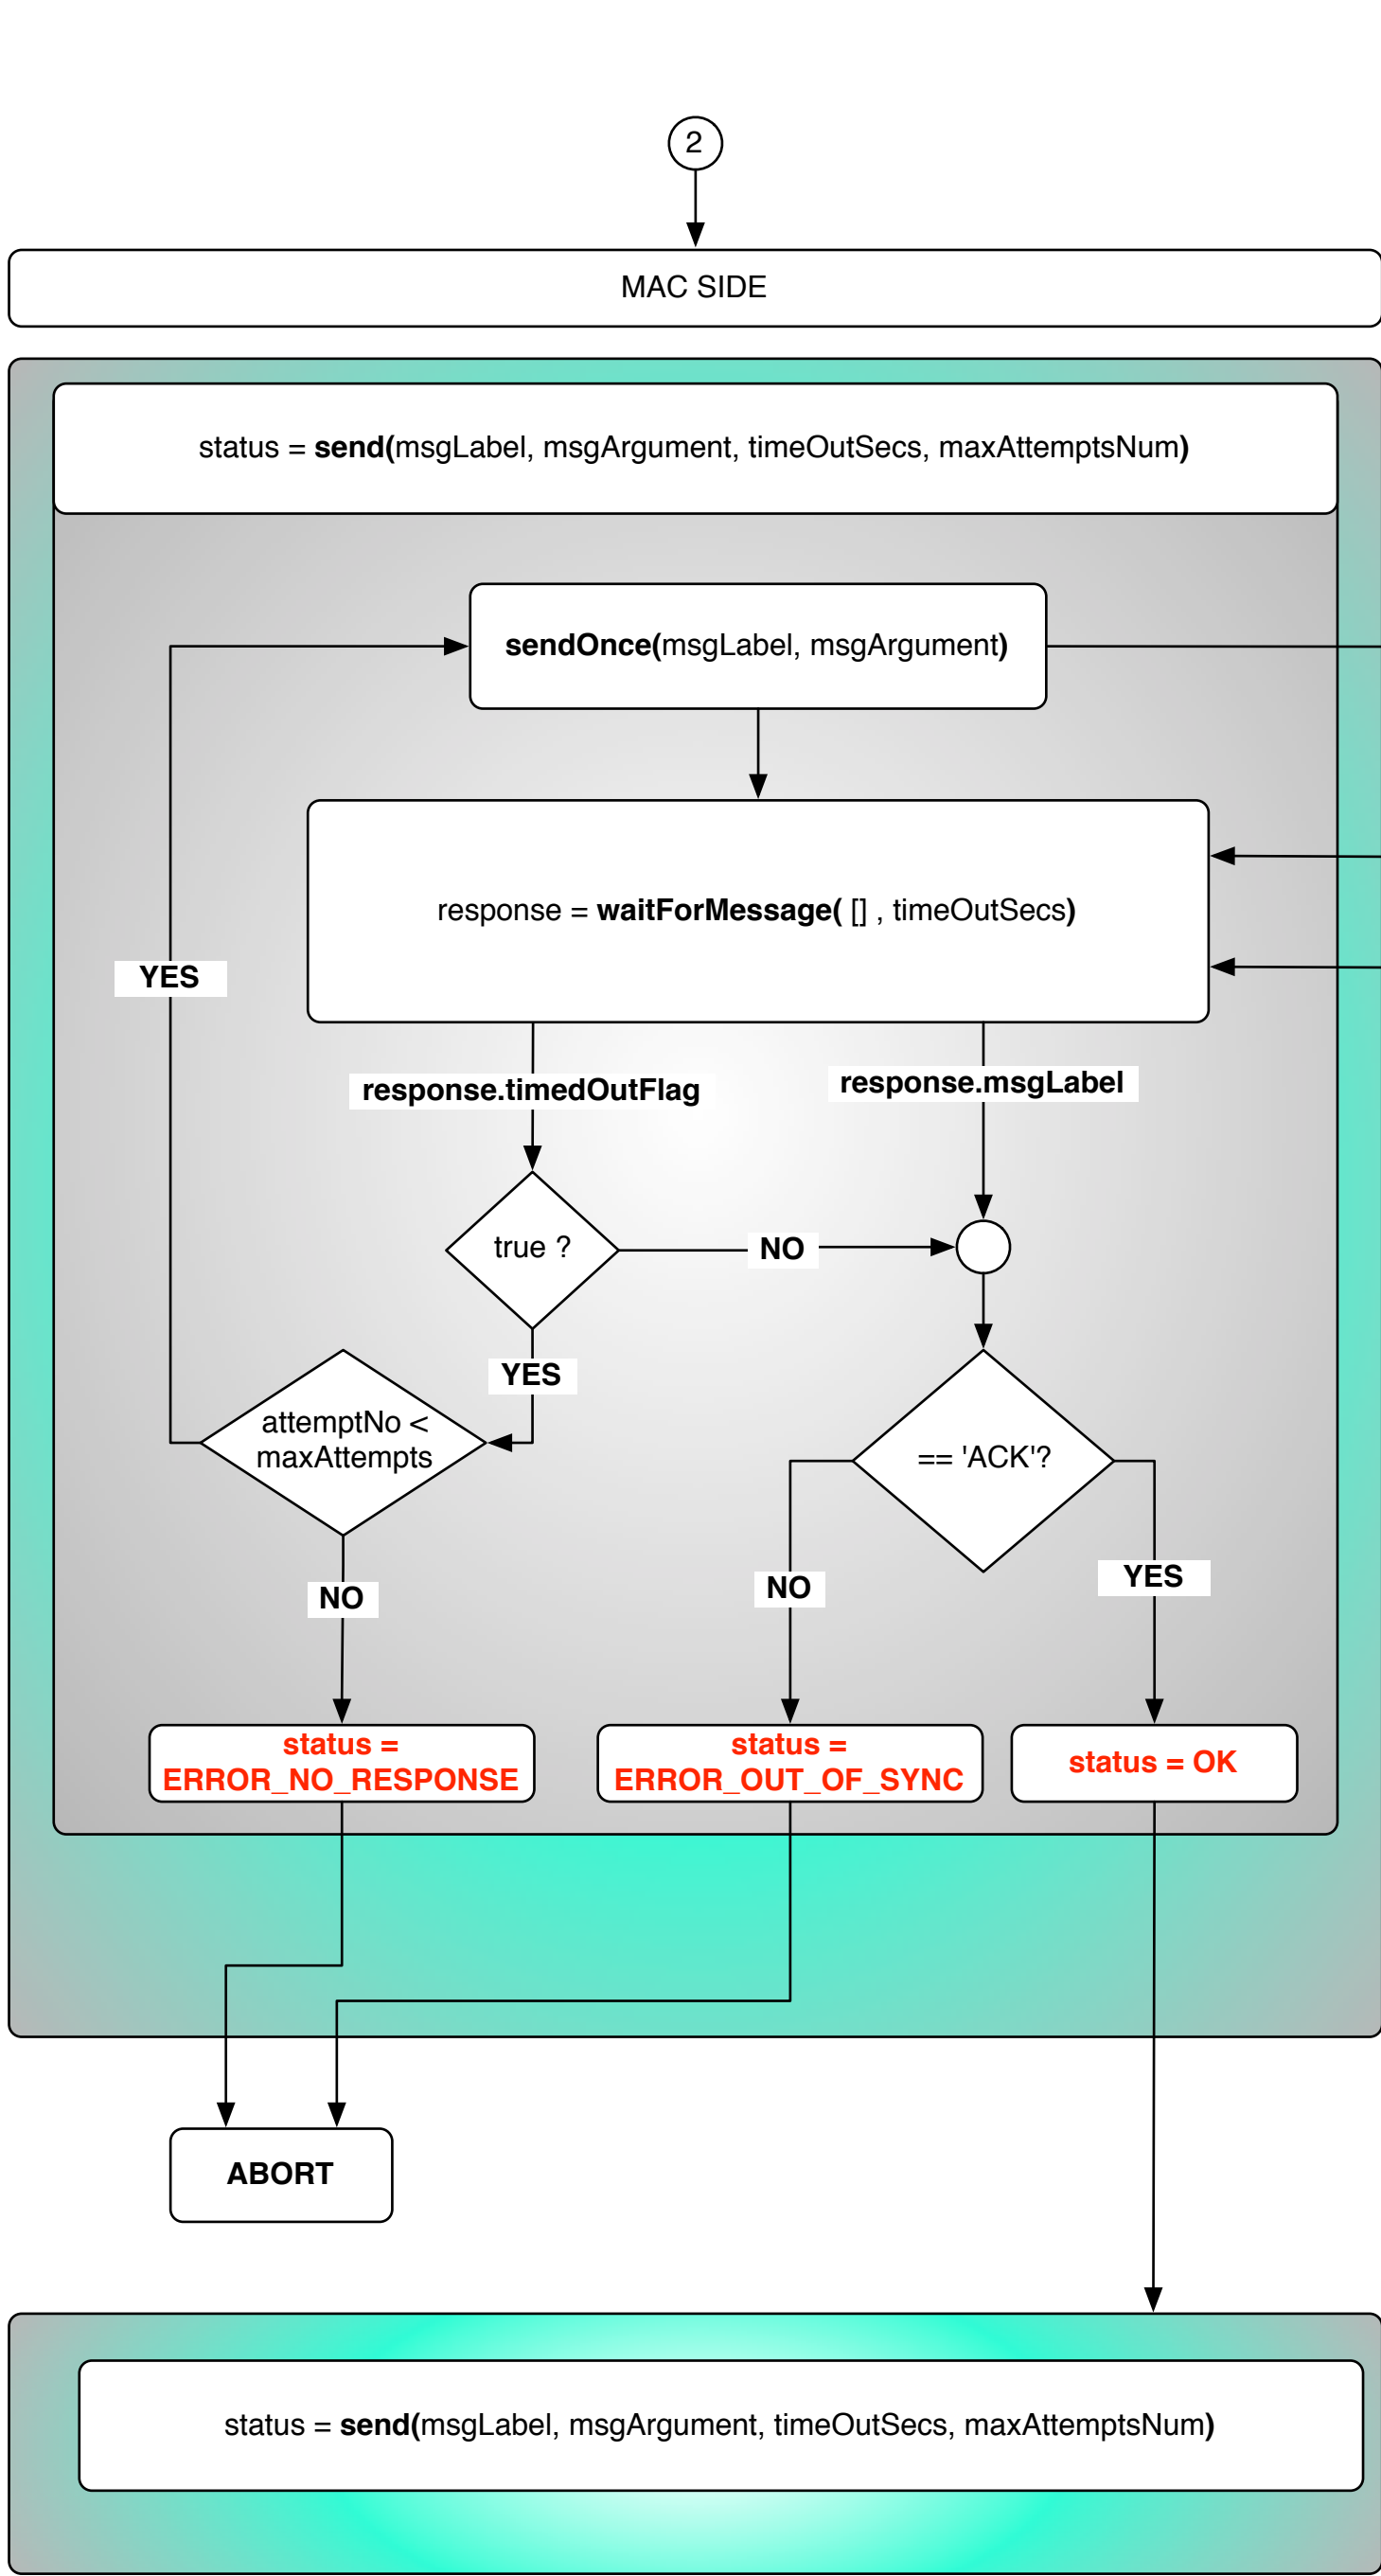 2
MAC SIDE
status = send(msgLabel, msgArgument, timeOutSecs, maxAttemptsNum)
sendOnce(msgLabel, msgArgument)
response = waitForMessage( [] , timeOutSecs)
YES
response.timedOutFlag
response.msgLabel
true ?
NO
YES
attemptNo <
maxAttempts
== 'ACK'?
NO
NO
YES
status =
ERROR_NO_RESPONSE
status =
ERROR_OUT_OF_SYNC
status = OK
ABORT
status = send(msgLabel, msgArgument, timeOutSecs, maxAttemptsNum)